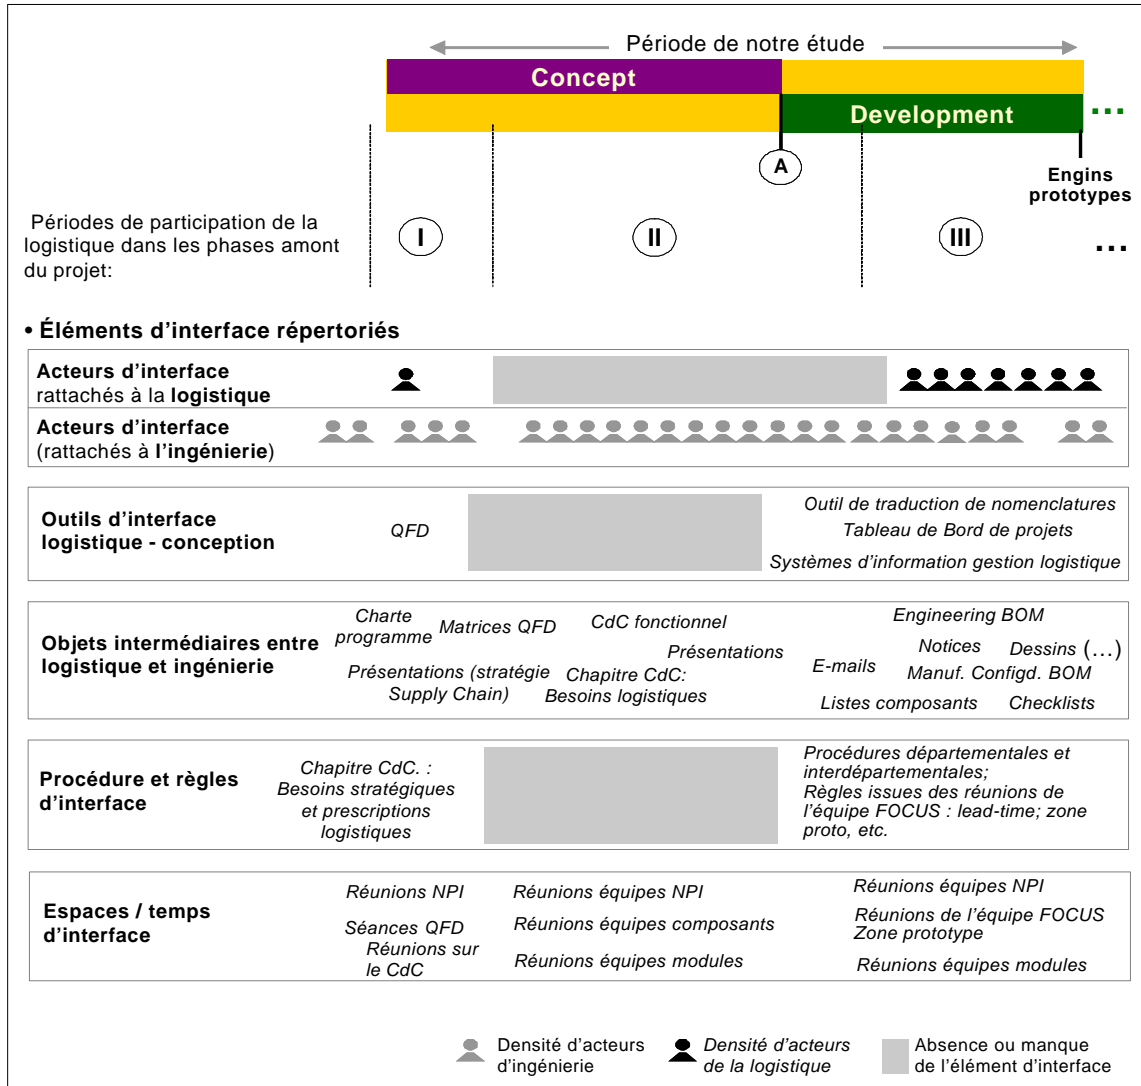 Période de notre étude
Concept
Development
...
A
Engins
prototypes
Périodes de participation de la
logistique dans les phases amont
du projet:
I
II
III
...
• Éléments d’interface répertoriés
Acteurs d’interface
rattachés à la logistique
Acteurs d’interface
(rattachés à l’ingénierie)
Outils d’interface
logistique - conception
QFD
Outil de traduction de nomenclatures
Tableau de Bord de projets
Systèmes d’information gestion logistique
Objets intermédiaires entre
logistique et ingénierie
Charte
programme
Matrices QFD
Présentations (stratégie
Supply Chain)
CdC fonctionnel
Présentations
Chapitre CdC:
Besoins logistiques
Engineering BOM
Notices
Dessins (...)
E-mails
Manuf. Configd. BOM
Listes composants
Checklists
Procédure et règles
d’interface
Chapitre CdC. :
Besoins stratégiques
et prescriptions
logistiques
Procédures départementales et
interdépartementales;
Règles issues des réunions de
l’équipe FOCUS : lead-time; zone
proto, etc.
Espaces / temps
d’interface
Réunions NPI
Séances QFD
Réunions sur
le CdC
Réunions équipes NPI
Réunions équipes composants
Réunions équipes modules
Réunions équipes NPI
Réunions de l’équipe FOCUS
Zone prototype
Réunions équipes modules
Densité d’acteurs
d’ingénierie
Densité d’acteurs
de la logistique
Absence ou manque
de l’élément d’interface